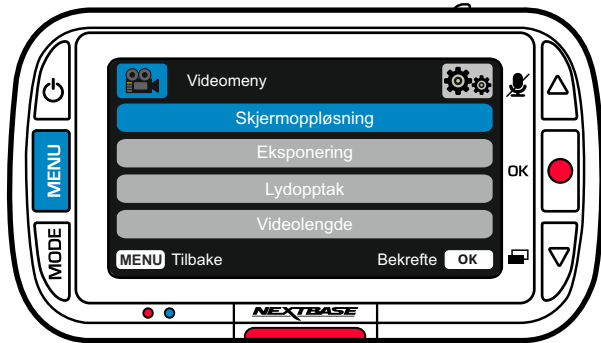 Videomeny
Skjermoppløsning
Eksponering
Lydopptak
Videolengde
MENU Tilbake
Bekrefte OK
MENU
MODE
OK
NEXTBASE